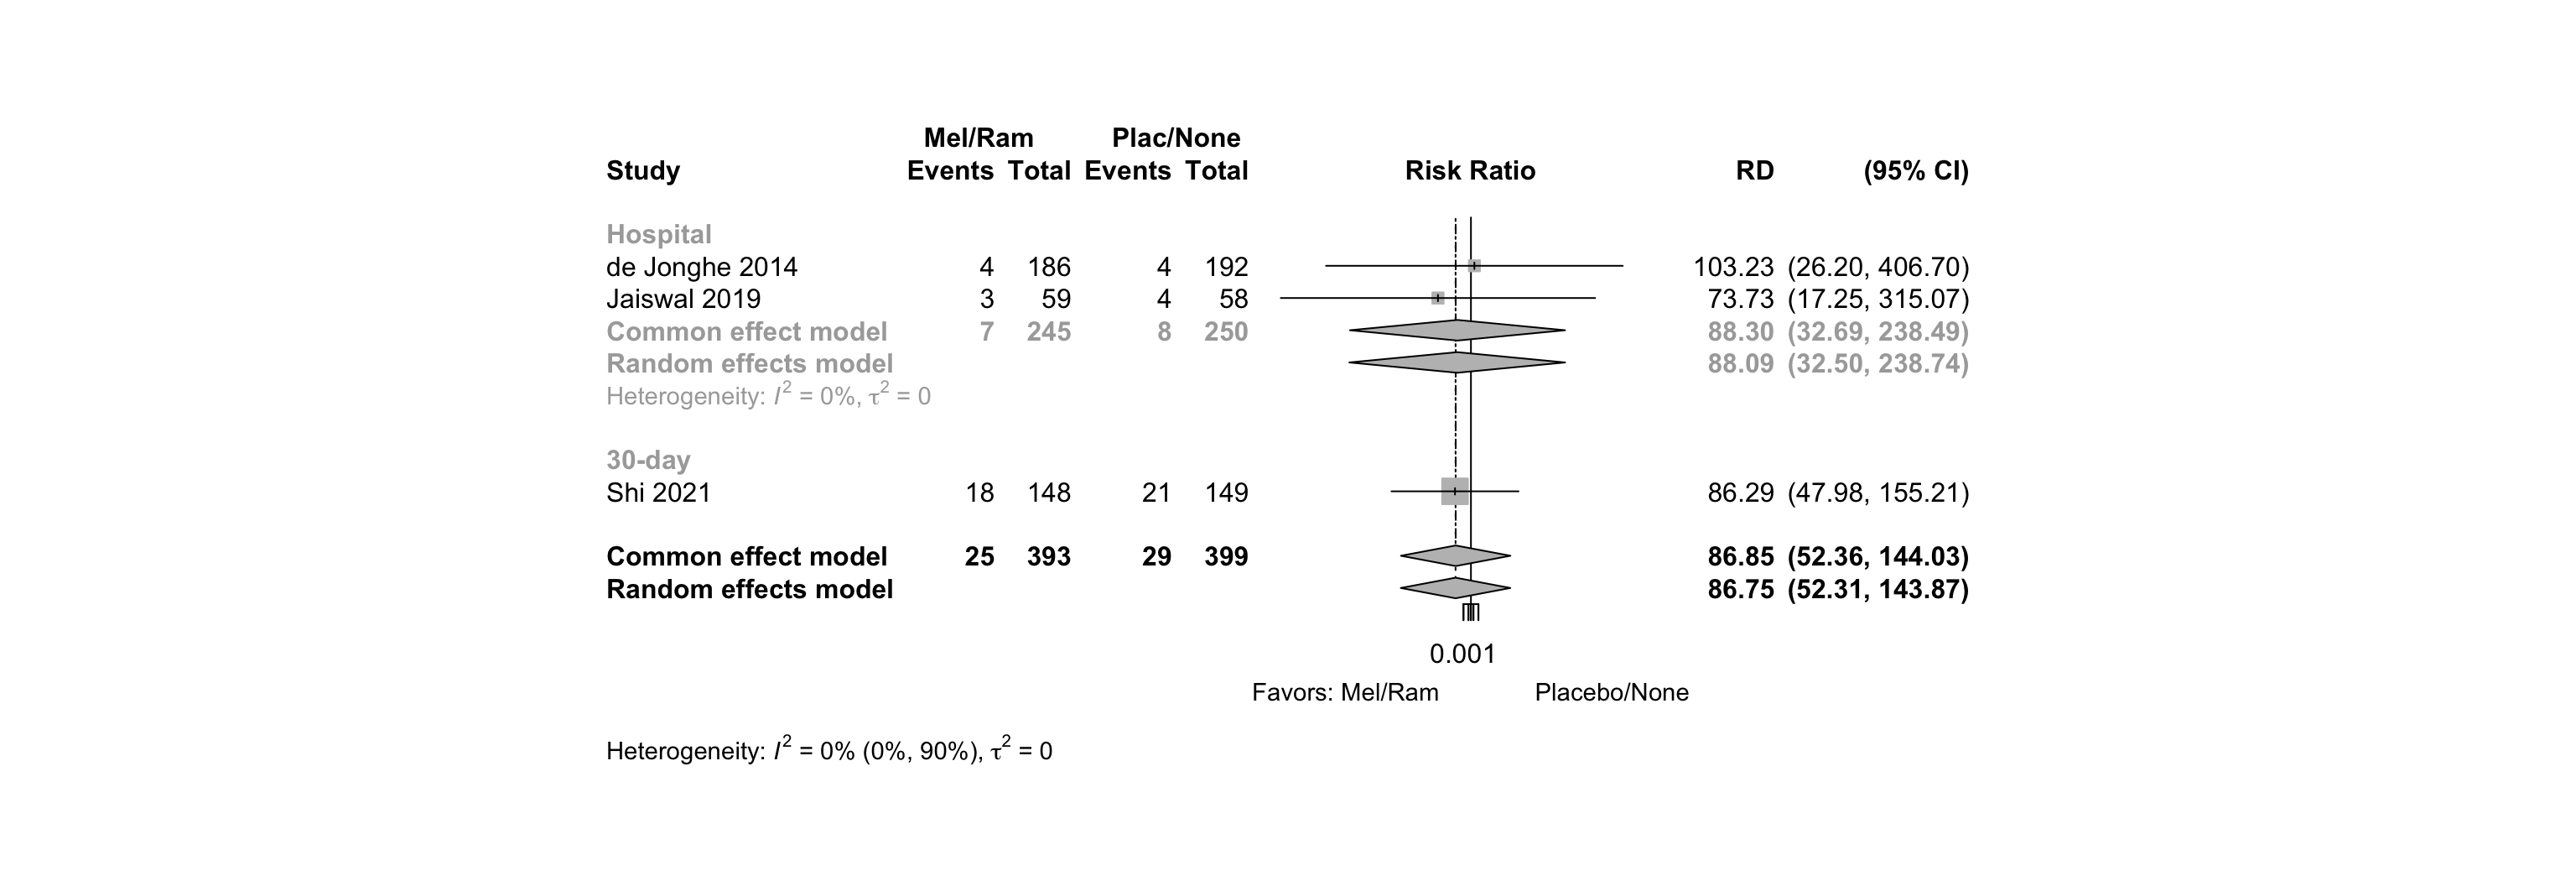 Mel/Ram Plac/None
Study Events Total Events Total Risk Ratio RD (95% CI)
Hospital
de Jonghe 2014 4 186 4 192 103.23 (26.20, 406.70)
Jaiswal 2019 3 59 4 58 73.73 (17.25, 315.07)
Common effect model 7 245 8 250 88.30 (32.69, 238.49)
Random effects model 88.09 (32.50, 238.74)
Heterogeneity: I² = 0%, τ² = 0
30-day
Shi 2021 18 148 21 149 86.29 (47.98, 155.21)
Common effect model 25 393 29 399 86.85 (52.36, 144.03)
Random effects model 86.75 (52.31, 143.87)
0.001
Favors: Mel/Ram Placebo/None
Heterogeneity: I² = 0% (0%, 90%), τ² = 0